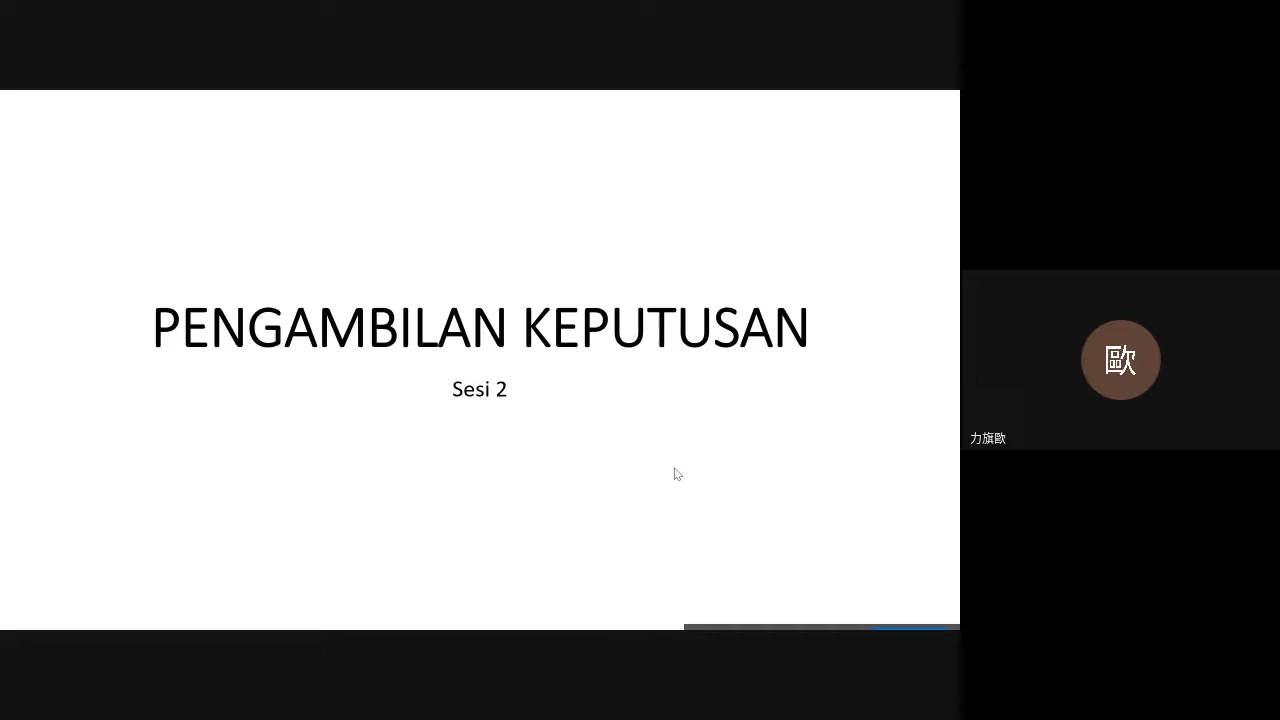 PENGAMBILAN KEPUTUSAN
Sesi 2
歐
力旗歐